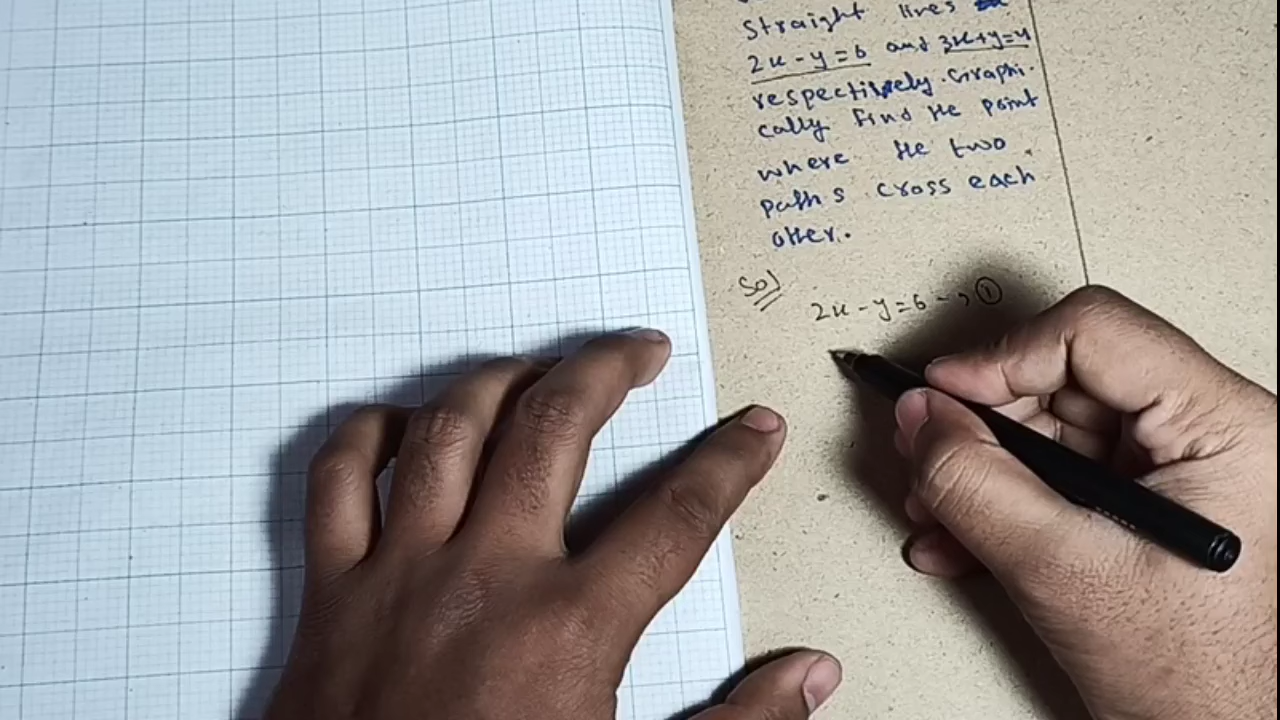 Straight lines
2x-y=6 and 3x+y=4
respectively. Graphi-
cally find the point
where the two
paths cross each
other.
Sol
2x-y=6 → ①